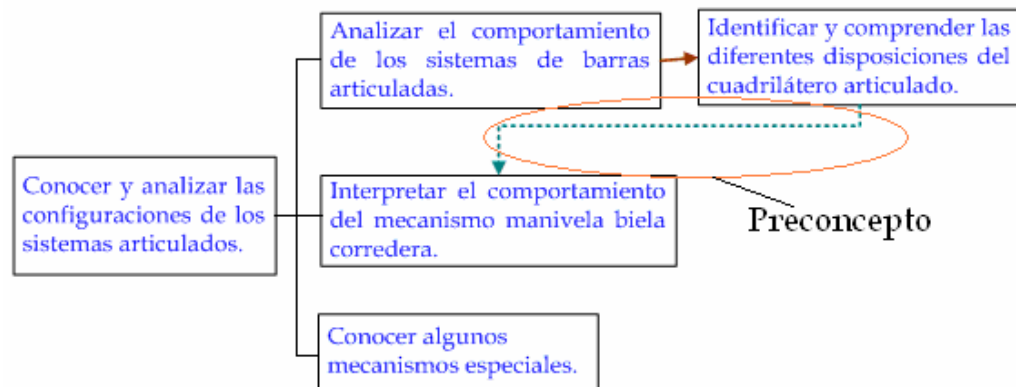 Analizar el comportamiento
de los sistemas de barras
articuladas.
Identificar y comprender las
diferentes disposiciones del
cuadrilátero articulado.
Conocer y analizar las
configuraciones de los
sistemas articulados.
Interpretar el comportamiento
del mecanismo manivela biela
corredera.
Preconcepto
Conocer algunos
mecanismos especiales.